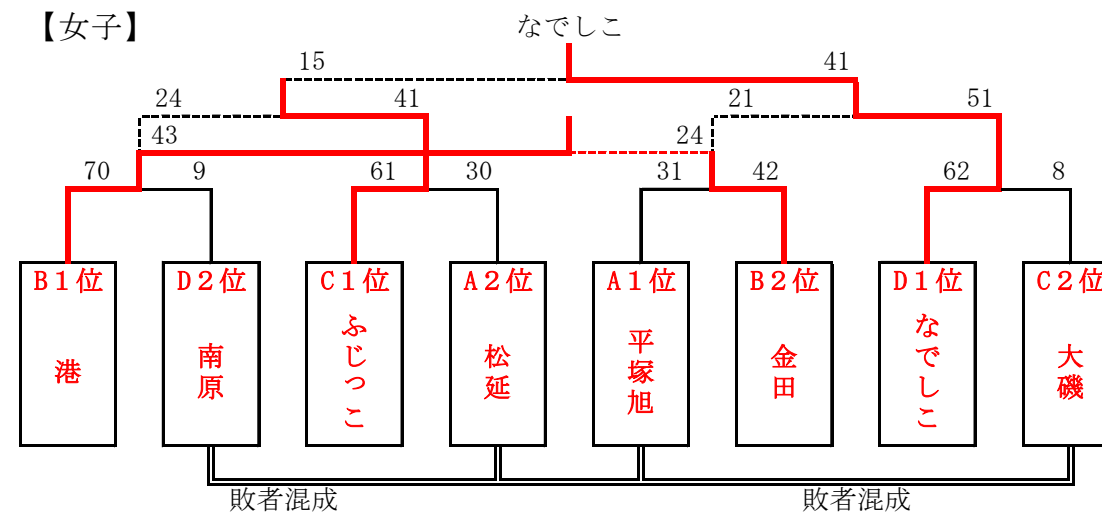 【女子】
なでしこ
15 41
24 41 21 51
43 24
70 9 61 30 31 42 62 8
B1位 D2位 C1位 A2位 A1位 B2位 D1位 C2位
港
南原
ふじっこ
松延
平塚旭
金田
なでしこ
大磯
敗者混成 敗者混成